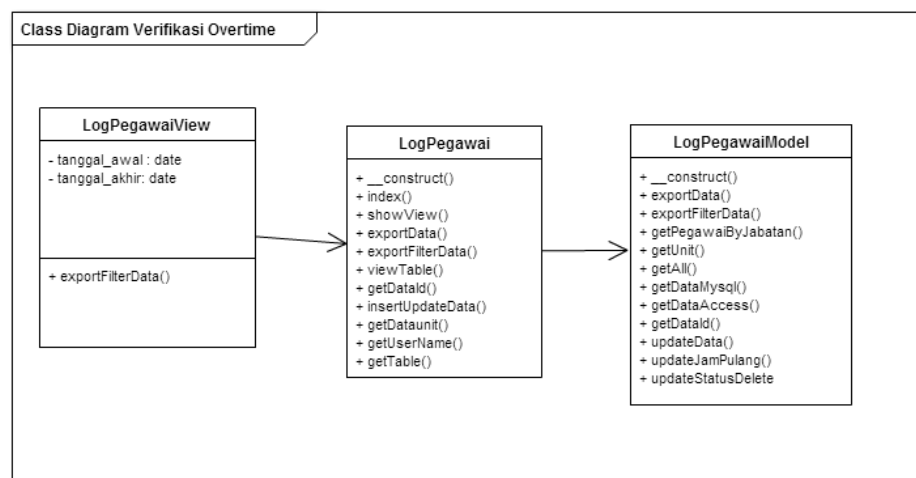 Class Diagram Verifikasi Overtime
LogPegawaiView
- tanggal_awal : date
- tanggal_akhir: date
+ exportFilterData()
LogPegawai
+ __construct()
+ index()
+ showView()
+ exportData()
+ exportFilterData()
+ viewTable()
+ getDataId()
+ insertUpdateData()
+ getDataunit()
+ getUserName()
+ getTable()
LogPegawaiModel
+ __construct()
+ exportData()
+ exportFilterData()
+ getPegawaiByJabatan()
+ getUnit()
+ getAll()
+ getDataMysql()
+ getDataAccess()
+ getDataId()
+ updateData()
+ updateJamPulang()
+ updateStatusDelete